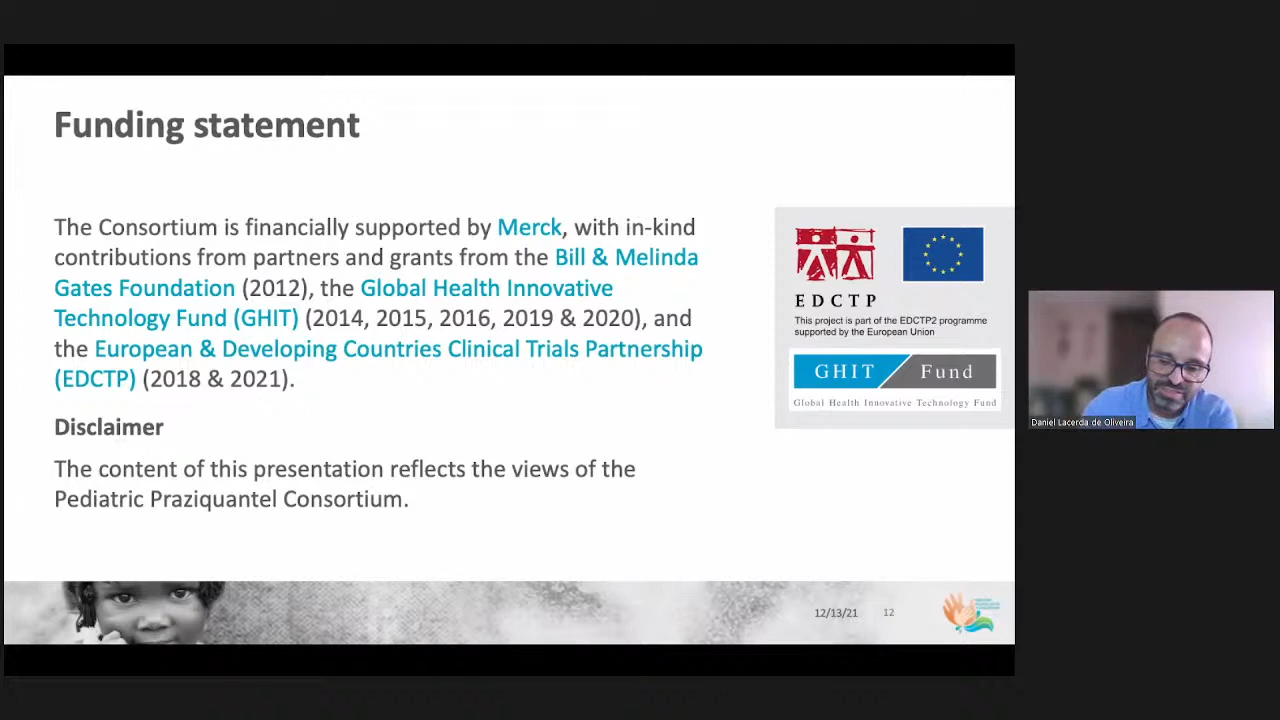 Funding statement
The Consortium is financially supported by Merck, with in-kind
contributions from partners and grants from the Bill & Melinda
Gates Foundation (2012), the Global Health Innovative
Technology Fund (GHIT) (2014, 2015, 2016, 2019 & 2020), and
the European & Developing Countries Clinical Trials Partnership
(EDCTP) (2018 & 2021).
Disclaimer
The content of this presentation reflects the views of the
Pediatric Praziquantel Consortium.
EDCTP
This project is part of the EDCTP2 programme
supported by the European Union
GHIT Fund
Global Health Innovative Technology Fund
12/13/21 12
Daniel Lacerda de Oliveira